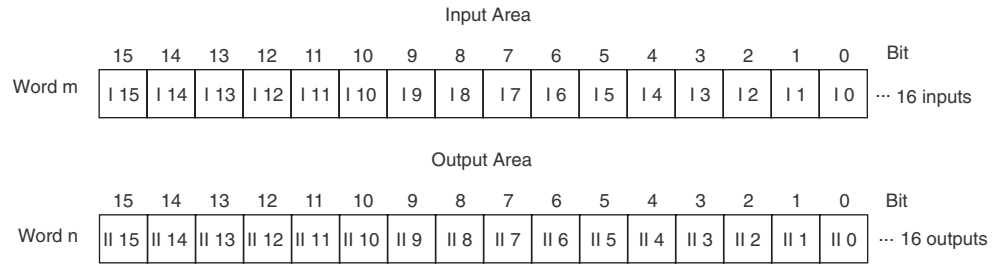 Input Area
15 14 13 12 11 10 9 8 7 6 5 4 3 2 1 0 Bit
Word m I 15 I 14 I 13 I 12 I 11 I 10 I 9 I 8 I 7 I 6 I 5 I 4 I 3 I 2 I 1 I 0 ··· 16 inputs
Output Area
15 14 13 12 11 10 9 8 7 6 5 4 3 2 1 0 Bit
Word n II 15 II 14 II 13 II 12 II 11 II 10 II 9 II 8 II 7 II 6 II 5 II 4 II 3 II 2 II 1 II 0 ··· 16 outputs